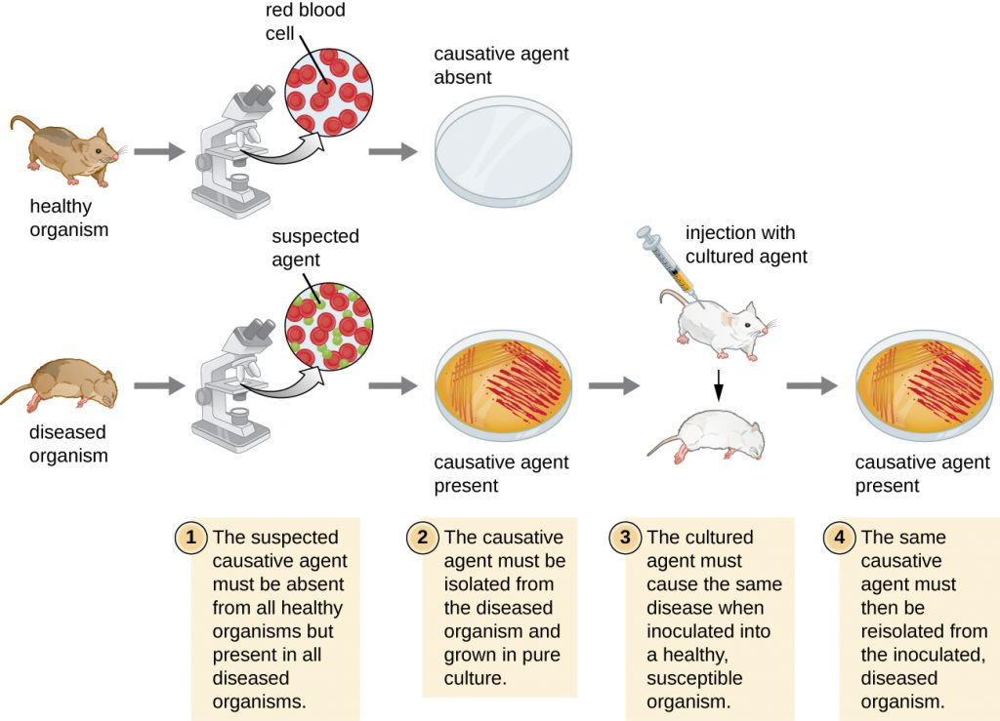 red blood
cell
causative agent
absent
healthy
organism
suspected
agent
injection with
cultured agent
diseased
organism
causative agent
present
causative agent
present
1 The suspected
causative agent
must be absent
from all healthy
organisms but
present in all
diseased
organisms.
2 The causative
agent must be
isolated from
the diseased
organism and
grown in pure
culture.
3 The cultured
agent must
cause the same
disease when
inoculated into
a healthy,
susceptible
organism.
4 The same
causative
agent must
then be
reisolated from
the inoculated,
diseased
organism.